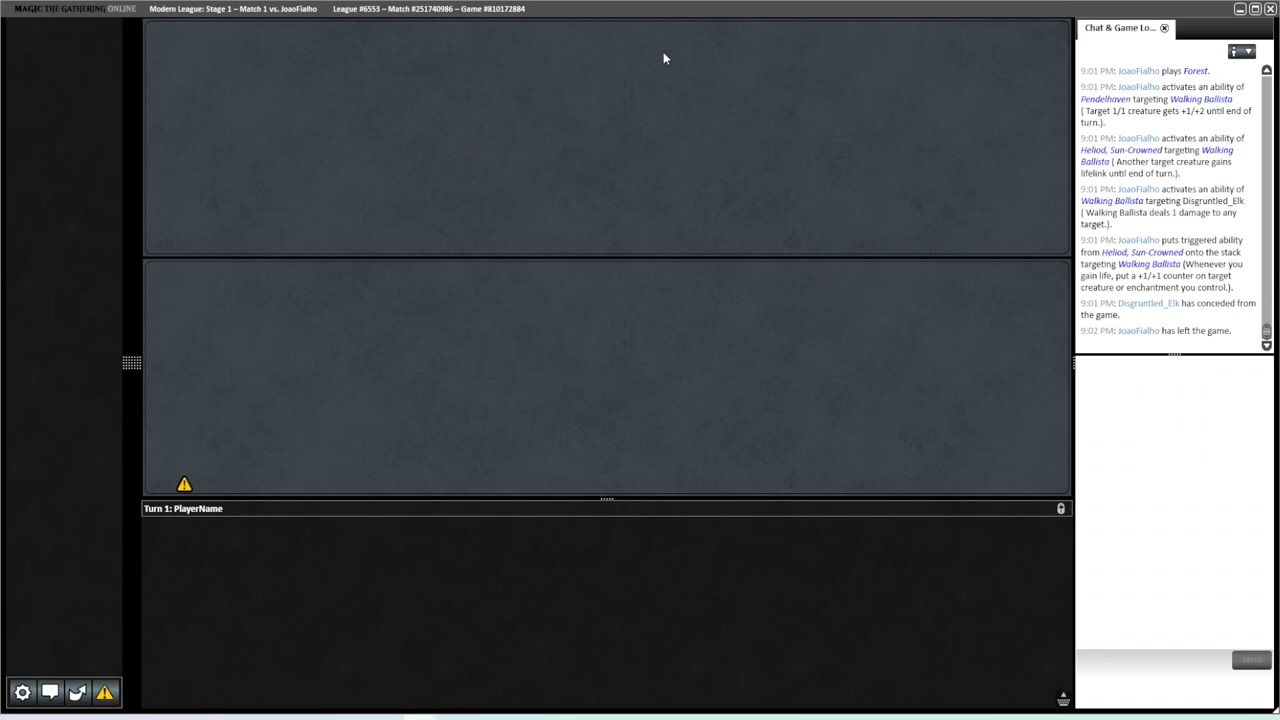 MAGIC THE GATHERING ONLINE Modern League: Stage 1 – Match 1 vs. JoaoFialho League #6553 – Match #251740986 – Game #810172884
Chat & Game Lo...
9:01 PM: JoaoFialho plays Forest.
9:01 PM: JoaoFialho activates an ability of
Pendelhaven targeting Walking Ballista
( Target 1/1 creature gets +1/+2 until end of
turn.).
9:01 PM: JoaoFialho activates an ability of
Heliod, Sun-Crowned targeting Walking
Ballista ( Another target creature gains
lifelink until end of turn.).
9:01 PM: JoaoFialho activates an ability of
Walking Ballista targeting Disgruntled_Elk
( Walking Ballista deals 1 damage to any
target.).
9:01 PM: JoaoFialho puts triggered ability
from Heliod, Sun-Crowned onto the stack
targeting Walking Ballista (Whenever you
gain life, put a +1/+1 counter on target
creature or enchantment you control.).
9:01 PM: Disgruntled_Elk has conceded from
the game.
9:02 PM: JoaoFialho has left the game.
Turn 1: PlayerName
SEND